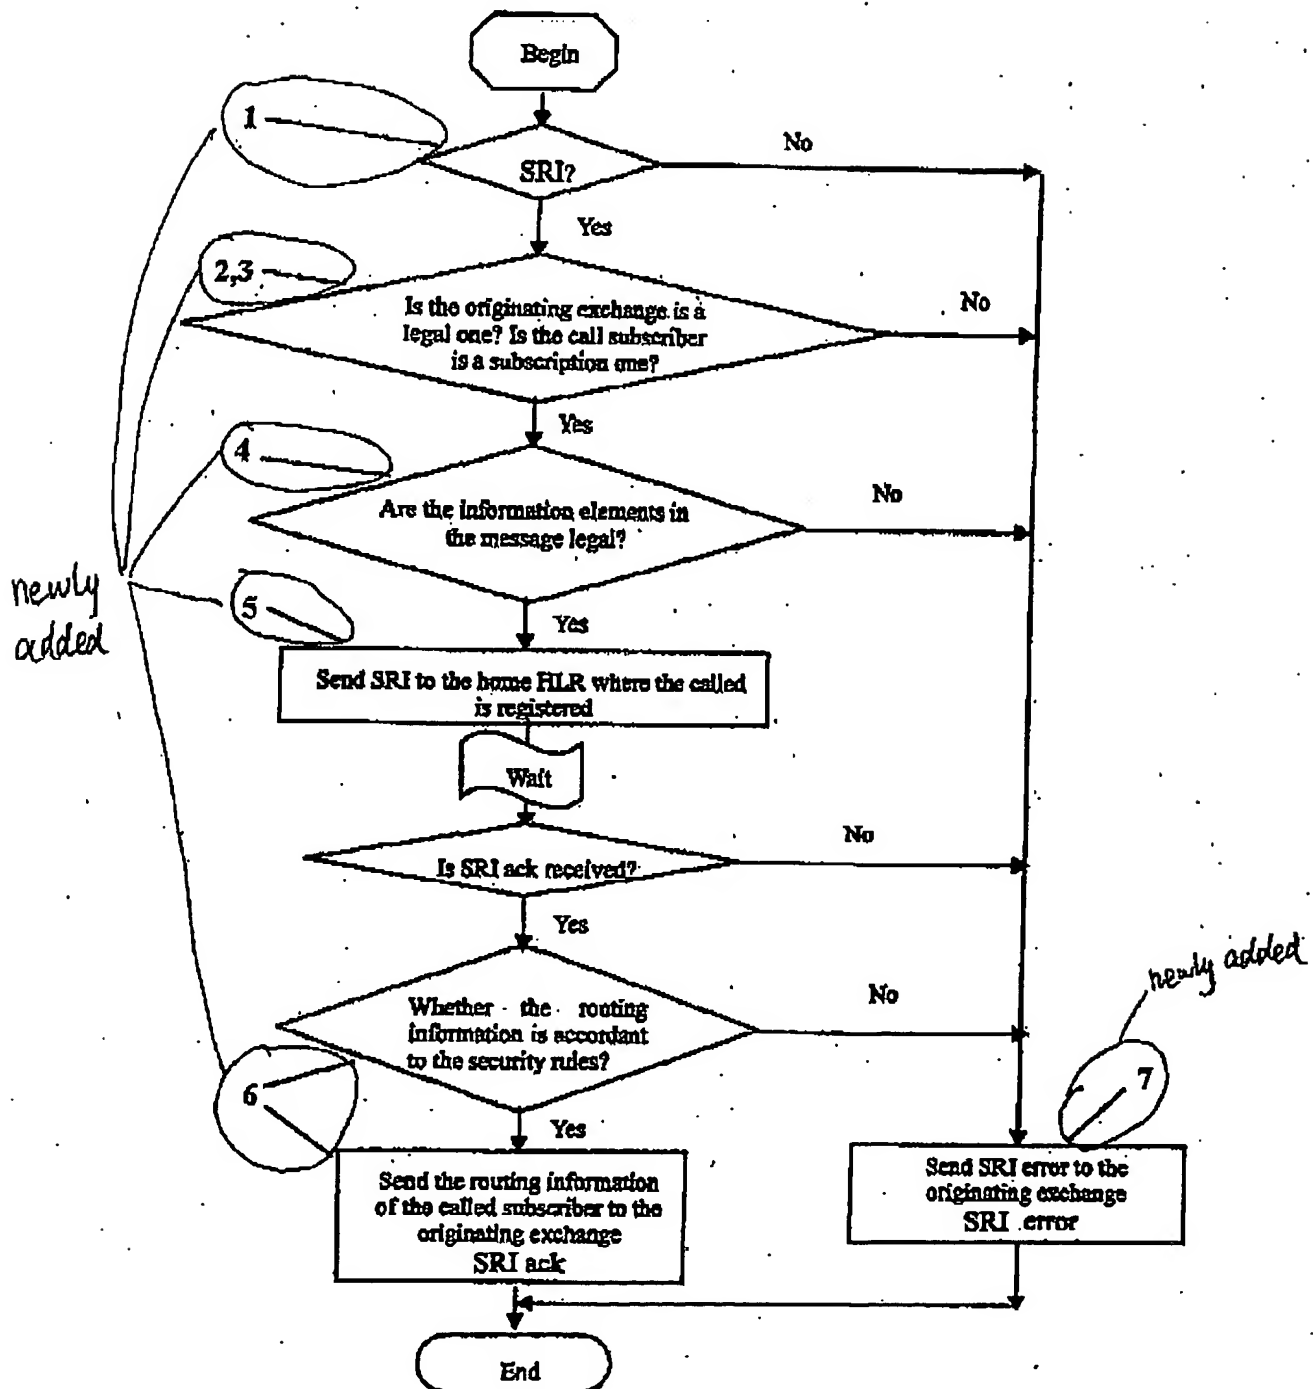 Begin
1
No
SRI?
Yes
2,3
No
Is the originating exchange is a
legal one? Is the call subscriber
is a subscription one?
Yes
4
No
Are the information elements in
the message legal?
newly
added
5
Yes
Send SRI to the home HLR where the called
is registered
Wait
No
Is SRI ack received?
Yes
newly added
No
Whether the routing
information is accordant
to the security rules?
7
6
Yes
Send the routing information
of the called subscriber to the
originating exchange
SRI ack
Send SRI error to the
originating exchange
SRI error
End